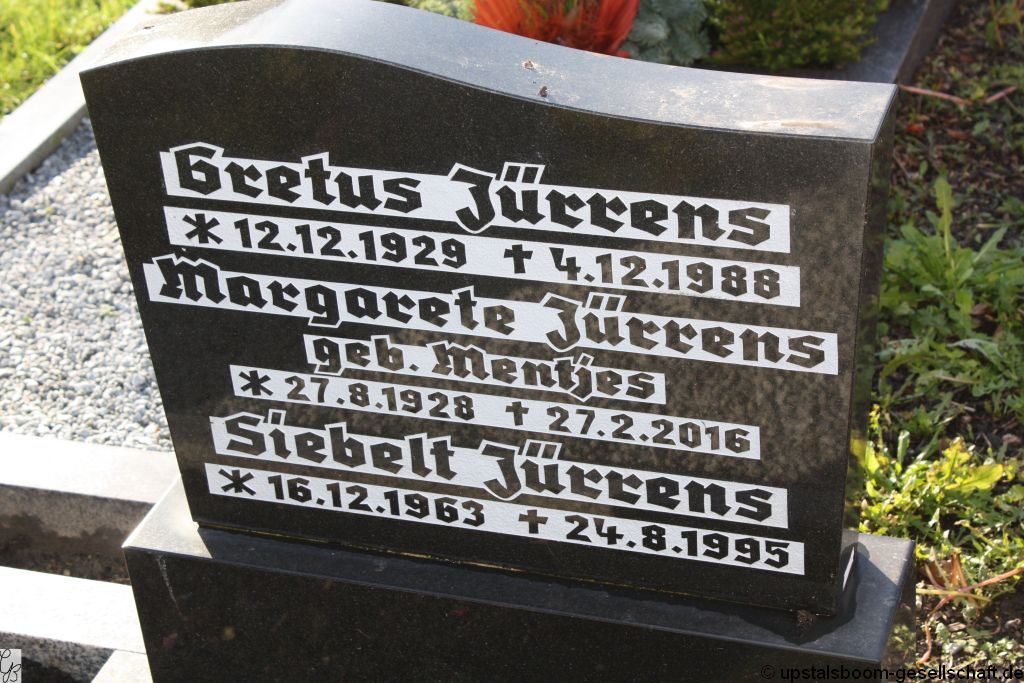 Gretus Jürrens
* 12.12.1929 † 4.12.1988
Margarete Jürrens
geb. Mentjes
* 27.8.1928 † 27.2.2016
Siebelt Jürrens
* 16.12.1963 † 24.8.1995
© upstalsboom-gesellschaft.de